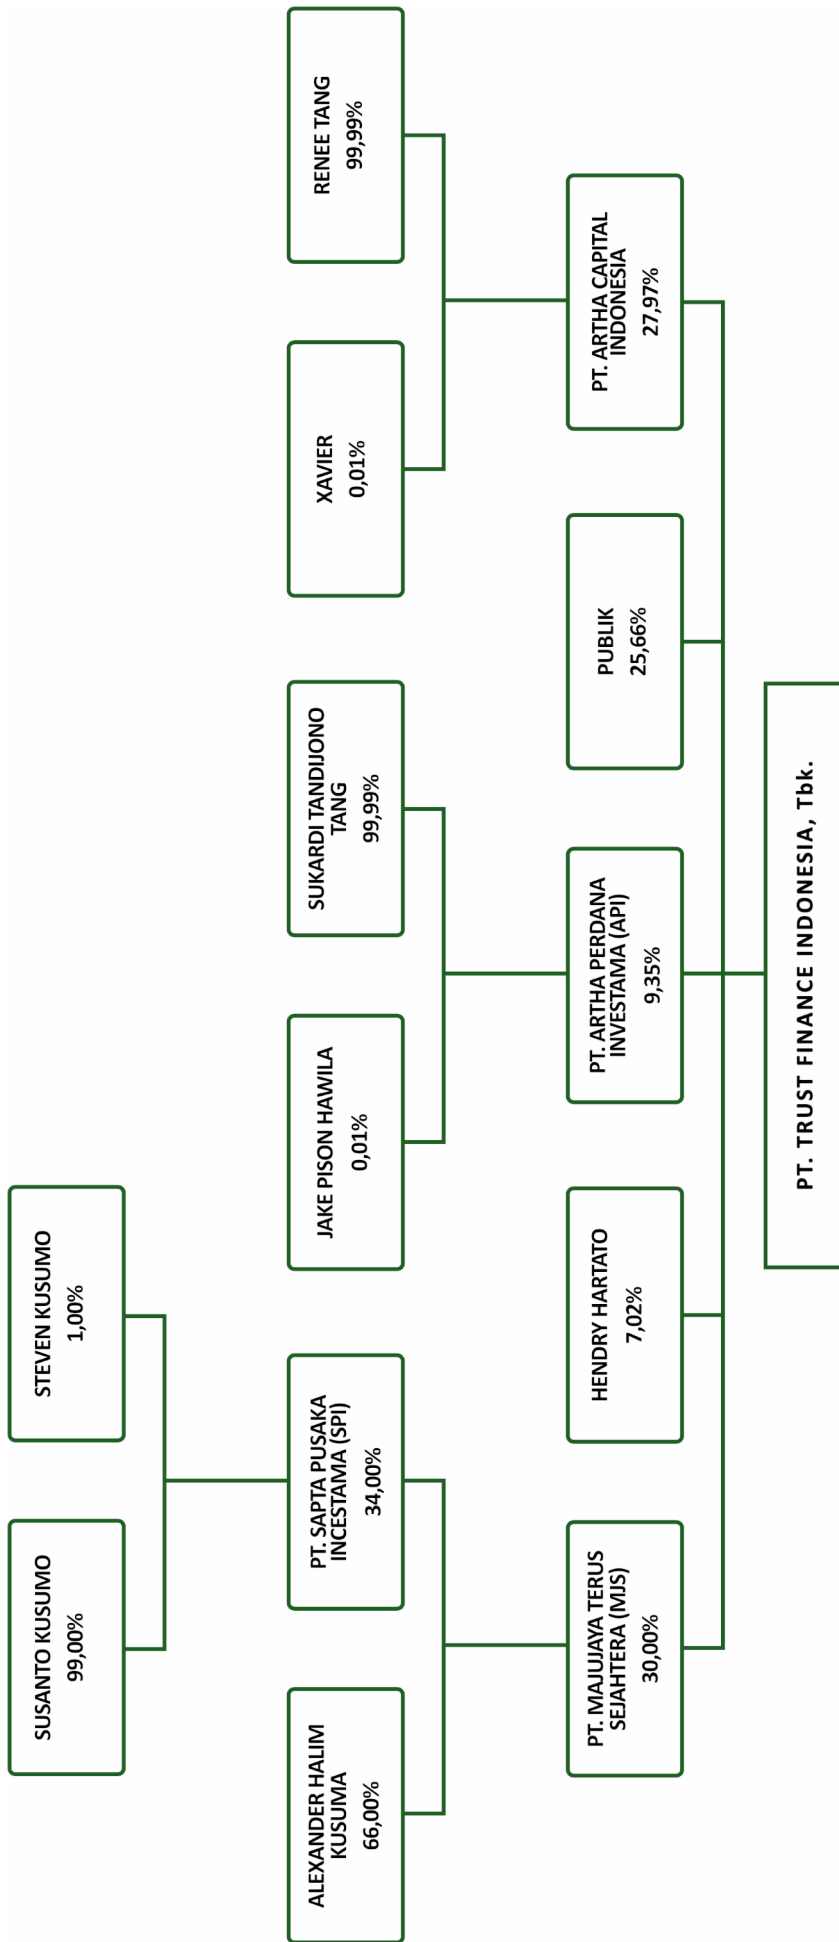 SUSANTO KUSUMO
99,00%
STEVEN KUSUMO
1,00%
ALEXANDER HALIM
KUSUMA
66,00%
PT. SAPTA PUSAKA
INCESTAMA (SPI)
34,00%
JAKE PISON HAWILA
0,01%
SUKARDI TANDIJONO
TANG
99,99%
XAVIER
0,01%
RENEE TANG
99,99%
PT. MAJUJAYA TERUS
SEJAHTERA (MJS)
30,00%
HENDRY HARTATO
7,02%
PT. ARTHA PERDANA
INVESTAMA (API)
9,35%
PUBLIK
25,66%
PT. ARTHA CAPITAL
INDONESIA
27,97%
PT. TRUST FINANCE INDONESIA, Tbk.